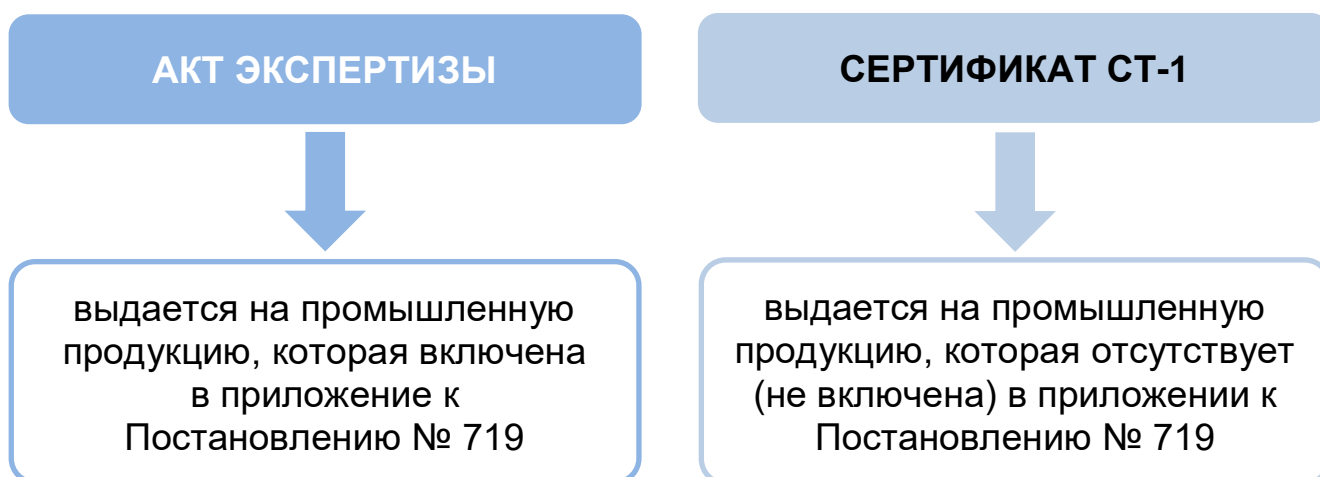 АКТ ЭКСПЕРТИЗЫ
выдается на промышленную
продукцию, которая включена
в приложение к
Постановлению № 719
СЕРТИФИКАТ СТ-1
выдается на промышленную
продукцию, которая отсутствует
(не включена) в приложении к
Постановлению № 719